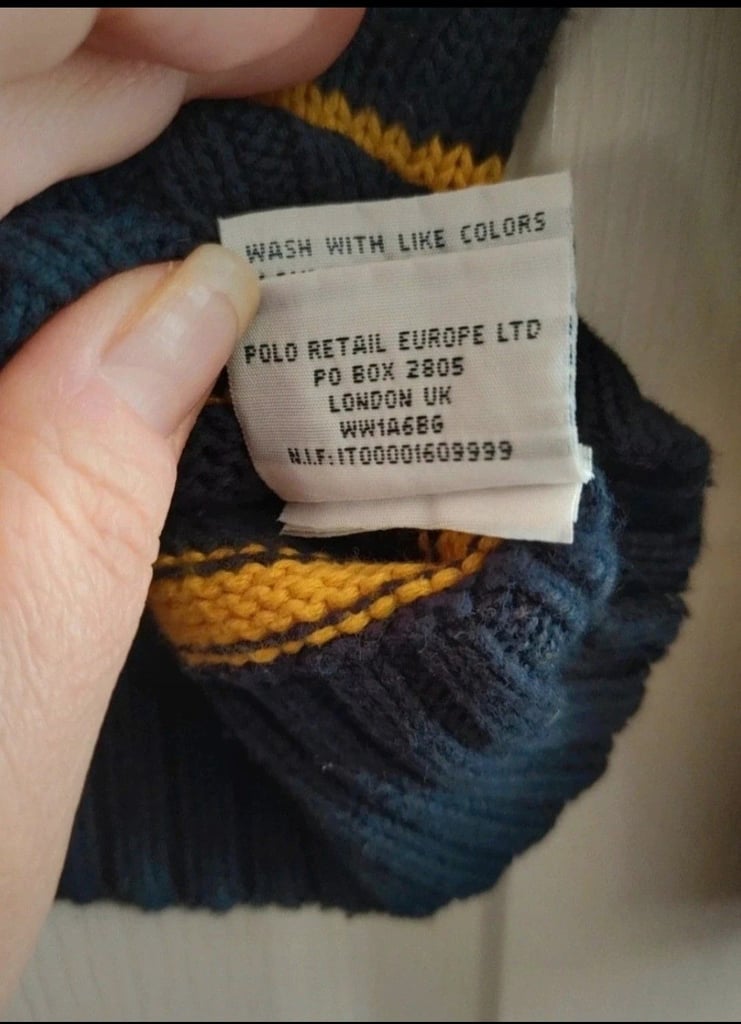 WASH WITH LIKE COLORS
POLO RETAIL EUROPE LTD
PO BOX 2805
LONDON UK
WW1A6BG
N.I.F:IT00001609999